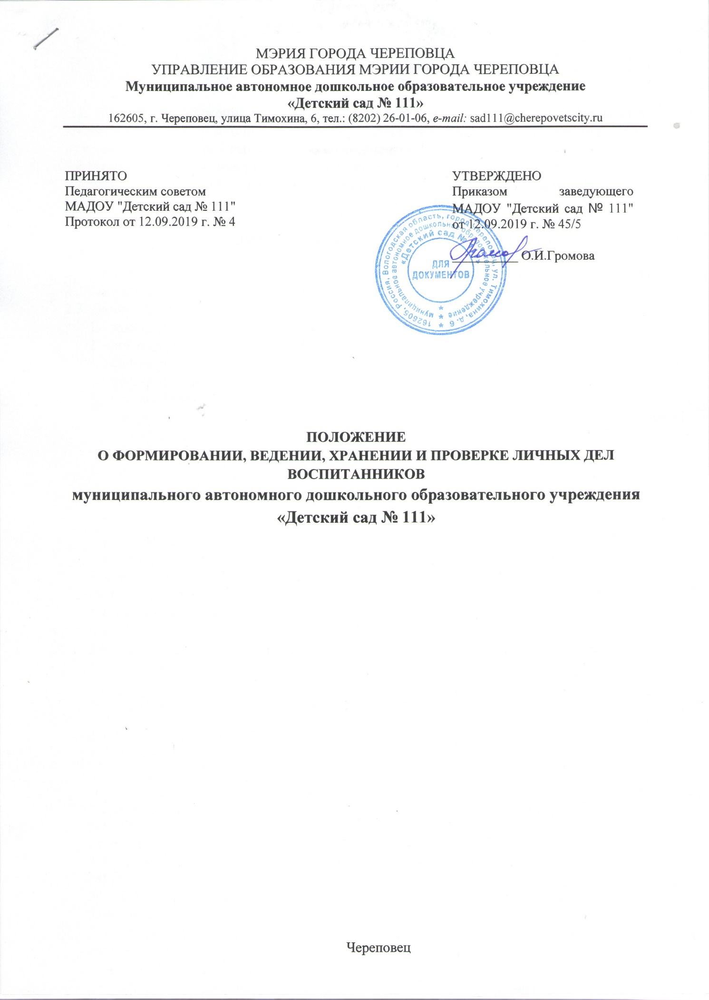 МЭРИЯ ГОРОДА ЧЕРЕПОВЦА
УПРАВЛЕНИЕ ОБРАЗОВАНИЯ МЭРИИ ГОРОДА ЧЕРЕПОВЦА
Муниципальное автономное дошкольное образовательное учреждение
«Детский сад № 111»
162605, г. Череповец, улица Тимохина, 6, тел.: (8202) 26-01-06, e-mail: sad111@cherepovetscity.ru
ПРИНЯТО
Педагогическим советом
МАДОУ "Детский сад № 111"
Протокол от 12.09.2019 г. № 4
УТВЕРЖДЕНО
Приказом заведующего
МАДОУ "Детский сад № 111"
от 12.09.2019 г. № 45/5
____________ О.И.Громова
162605, Россия, Вологодская область, город Череповец, ул. Тимохина, д. 6
муниципальное автономное дошкольное образовательное учреждение
«Детский сад №
ДЛЯ
ДОКУМЕНТОВ
ПОЛОЖЕНИЕ
О ФОРМИРОВАНИИ, ВЕДЕНИИ, ХРАНЕНИИ И ПРОВЕРКЕ ЛИЧНЫХ ДЕЛ
ВОСПИТАННИКОВ
муниципального автономного дошкольного образовательного учреждения
«Детский сад № 111»
Череповец